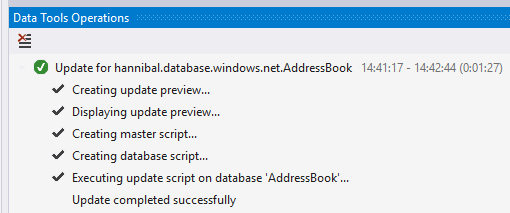 Data Tools Operations
Update for hannibal.database.windows.net.AddressBook 14:41:17 - 14:42:44 (0:01:27)
Creating update preview...
Displaying update preview...
Creating master script...
Creating database script...
Executing update script on database 'AddressBook'...
Update completed successfully